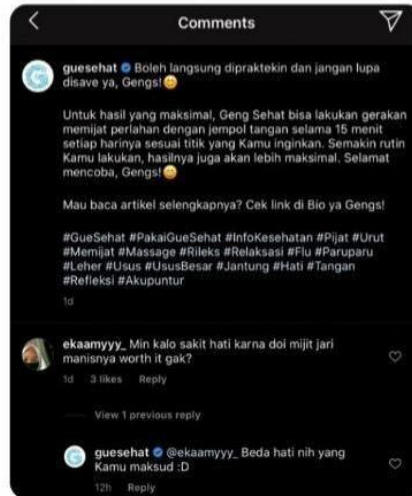 Comments
guesehat Boleh langsung dipraktekin dan jangan lupa
disave ya, Gengs!😊
Untuk hasil yang maksimal, Geng Sehat bisa lakukan gerakan
memijat perlahan dengan jempol tangan selama 15 menit
setiap harinya sesuai titik yang Kamu inginkan. Semakin rutin
Kamu lakukan, hasilnya juga akan lebih maksimal. Selamat
mencoba, Gengs!😊
Mau baca artikel selengkapnya? Cek link di Bio ya Gengs!
#GueSehat #PakaiGueSehat #InfoKesehatan #Pijat #Urut
#Memijat #Massage #Rileks #Relaksasi #Flu #Paruparu
#Leher #Usus #UsusBesar #Jantung #Hati #Tangan
#Refleksi #Akupuntur
1d
ekaamyyy_ Min kalo sakit hati karna doi mijit jari
manisnya worth it gak?
1d 3 likes Reply
View 1 previous reply
guesehat @ekaamyyy_ Beda hati nih yang
Kamu maksud :D
12h Reply